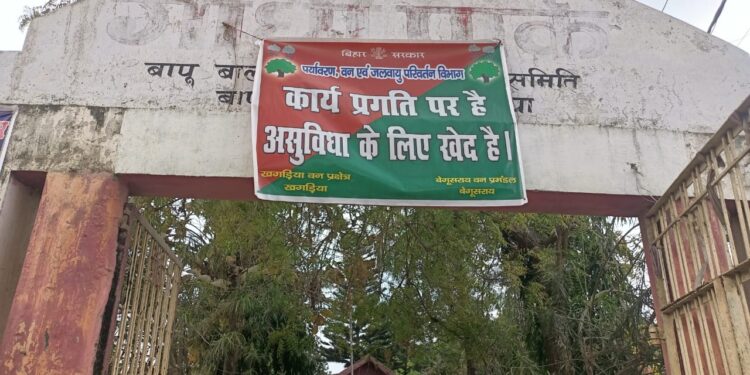 बापू बाल
समिति
बाप
बिहार सरकार
पर्यावरण, वन एवं जलवायु परिवर्तन विभाग
कार्य प्रगति पर है
असुविधा के लिए खेद है।
खगड़िया वन प्रक्षेत्र
खगड़िया
बेगूसराय वन प्रमंडल
बेगूसराय